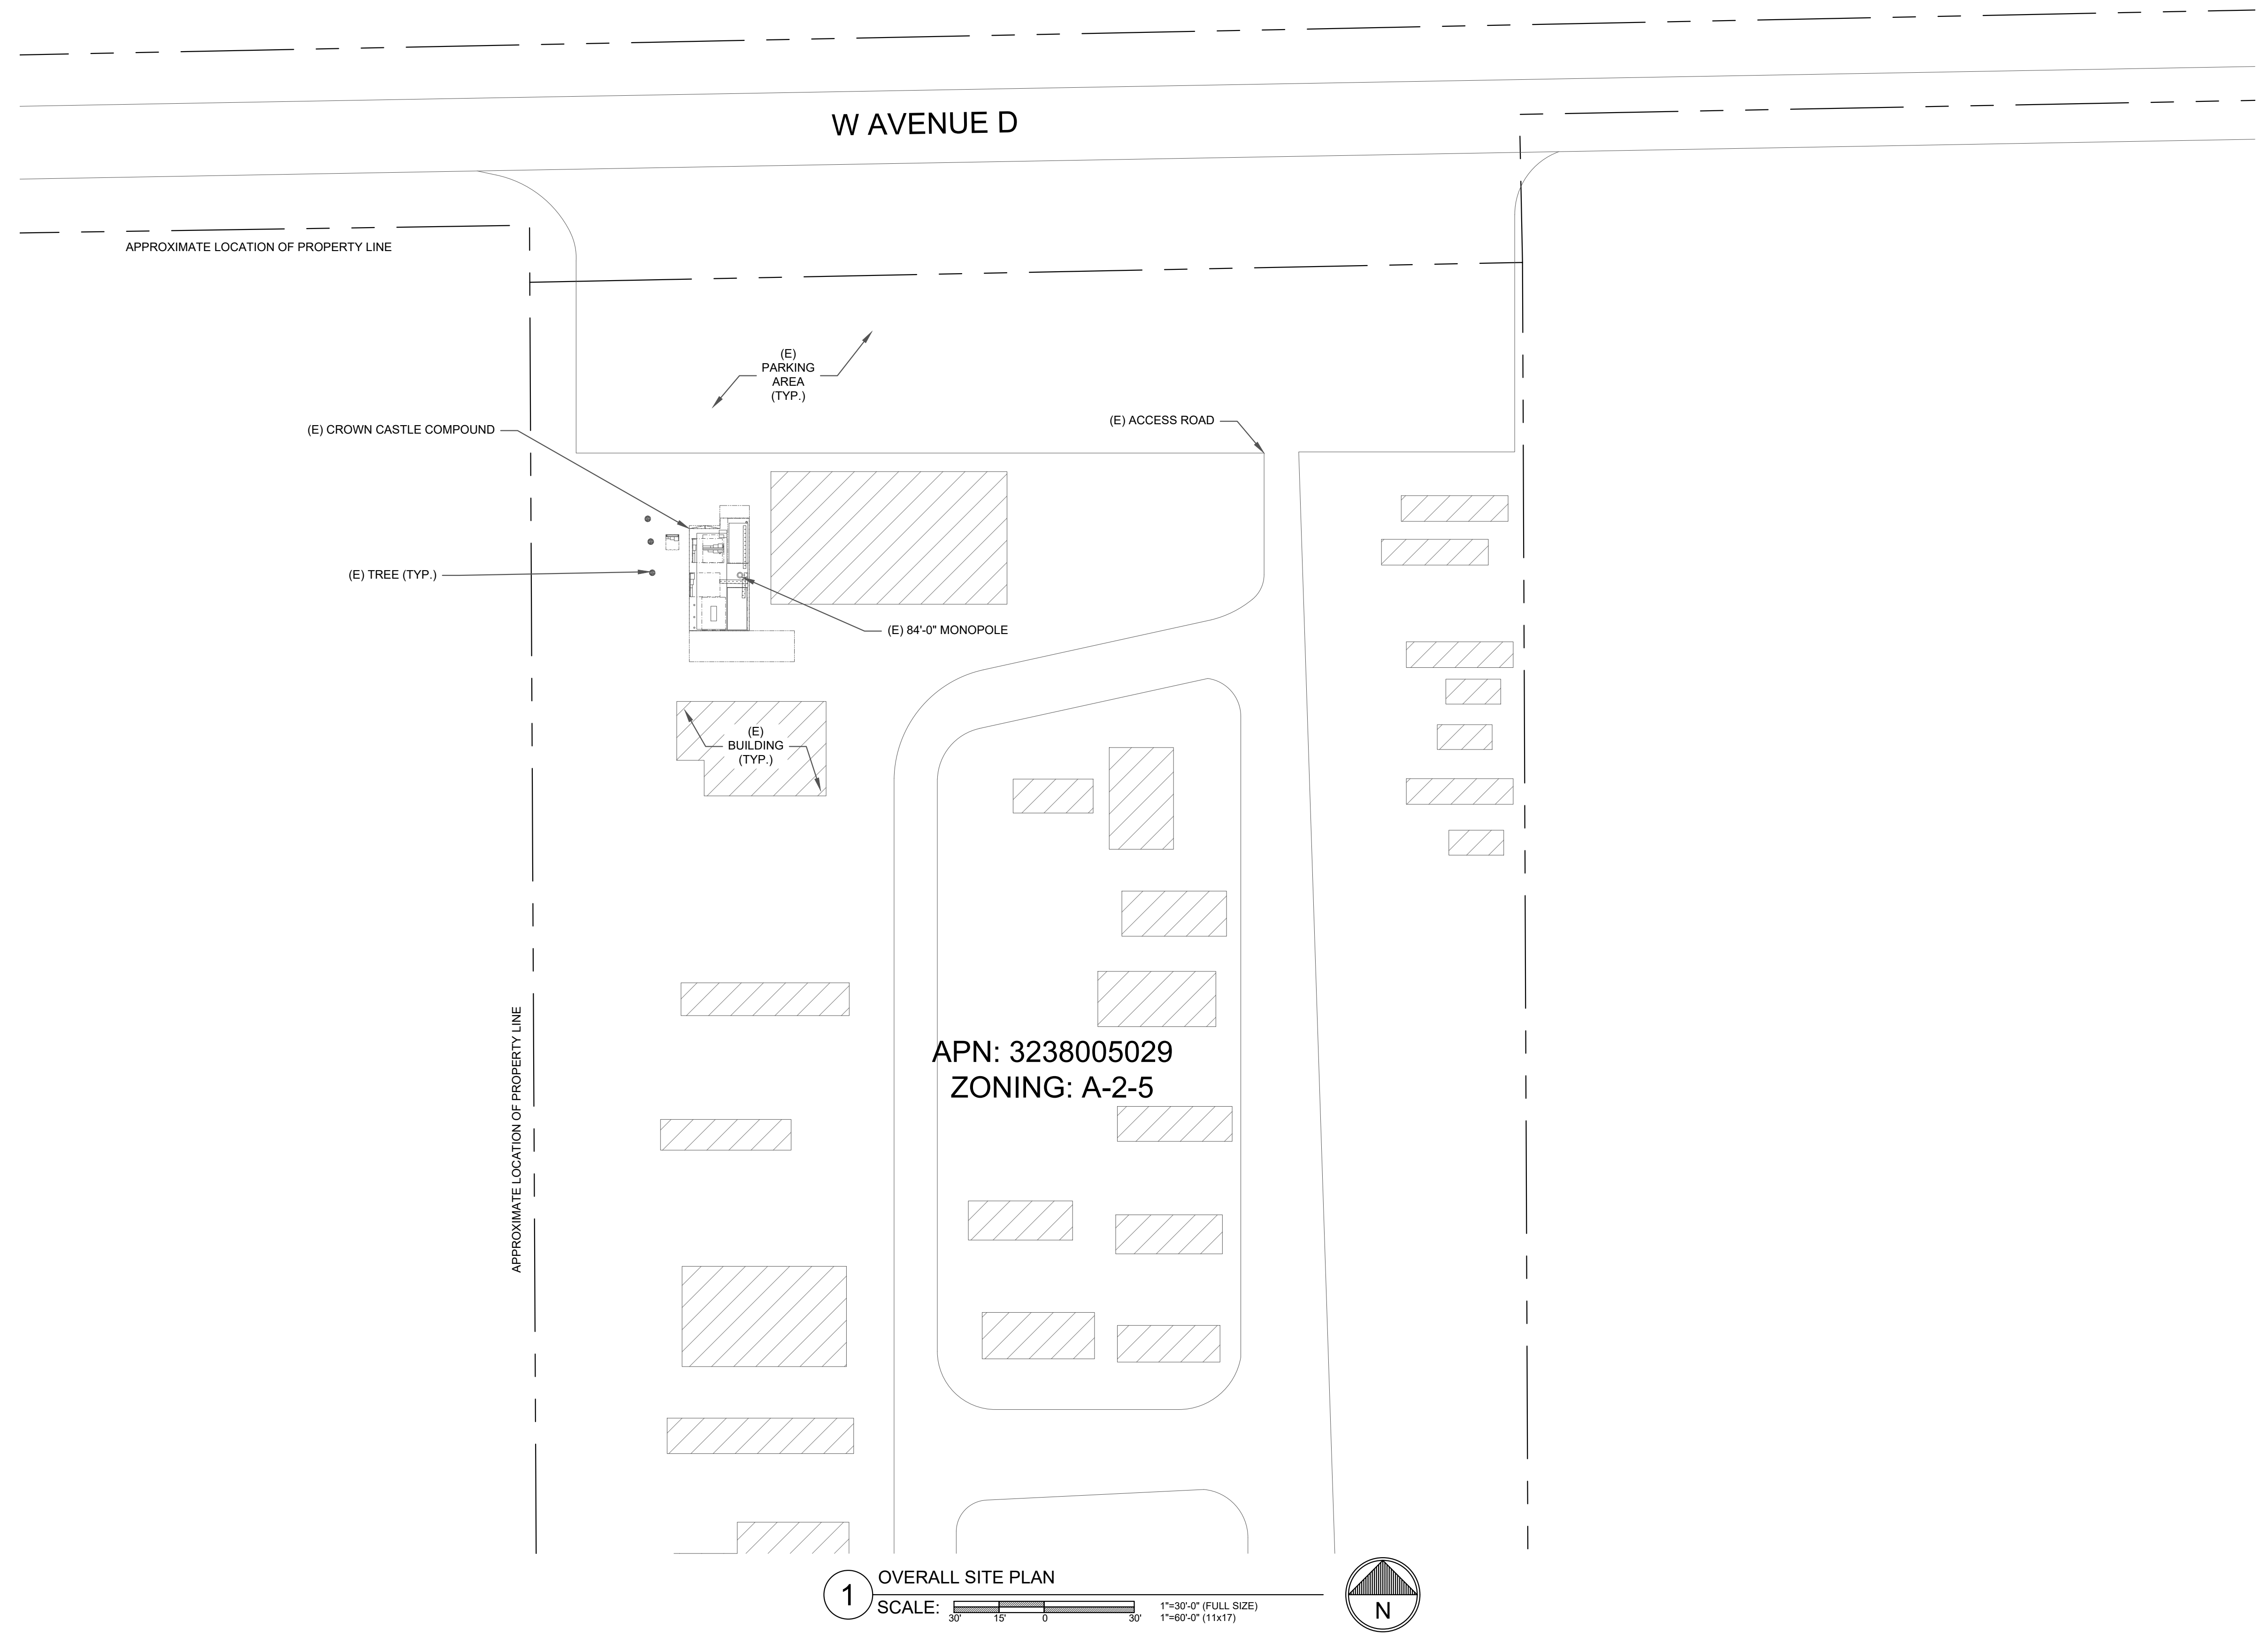 W AVENUE D
APPROXIMATE LOCATION OF PROPERTY LINE
(E)
PARKING
AREA
(TYP.)
(E) CROWN CASTLE COMPOUND
(E) ACCESS ROAD
(E) TREE (TYP.)
(E) 84'-0" MONOPOLE
(E)
BUILDING
(TYP.)
APPROXIMATE LOCATION OF PROPERTY LINE
APN: 3238005029
ZONING: A-2-5
1
OVERALL SITE PLAN
SCALE:
30' 15' 0 30'
1"=30'-0" (FULL SIZE)
1"=60'-0" (11x17)
N